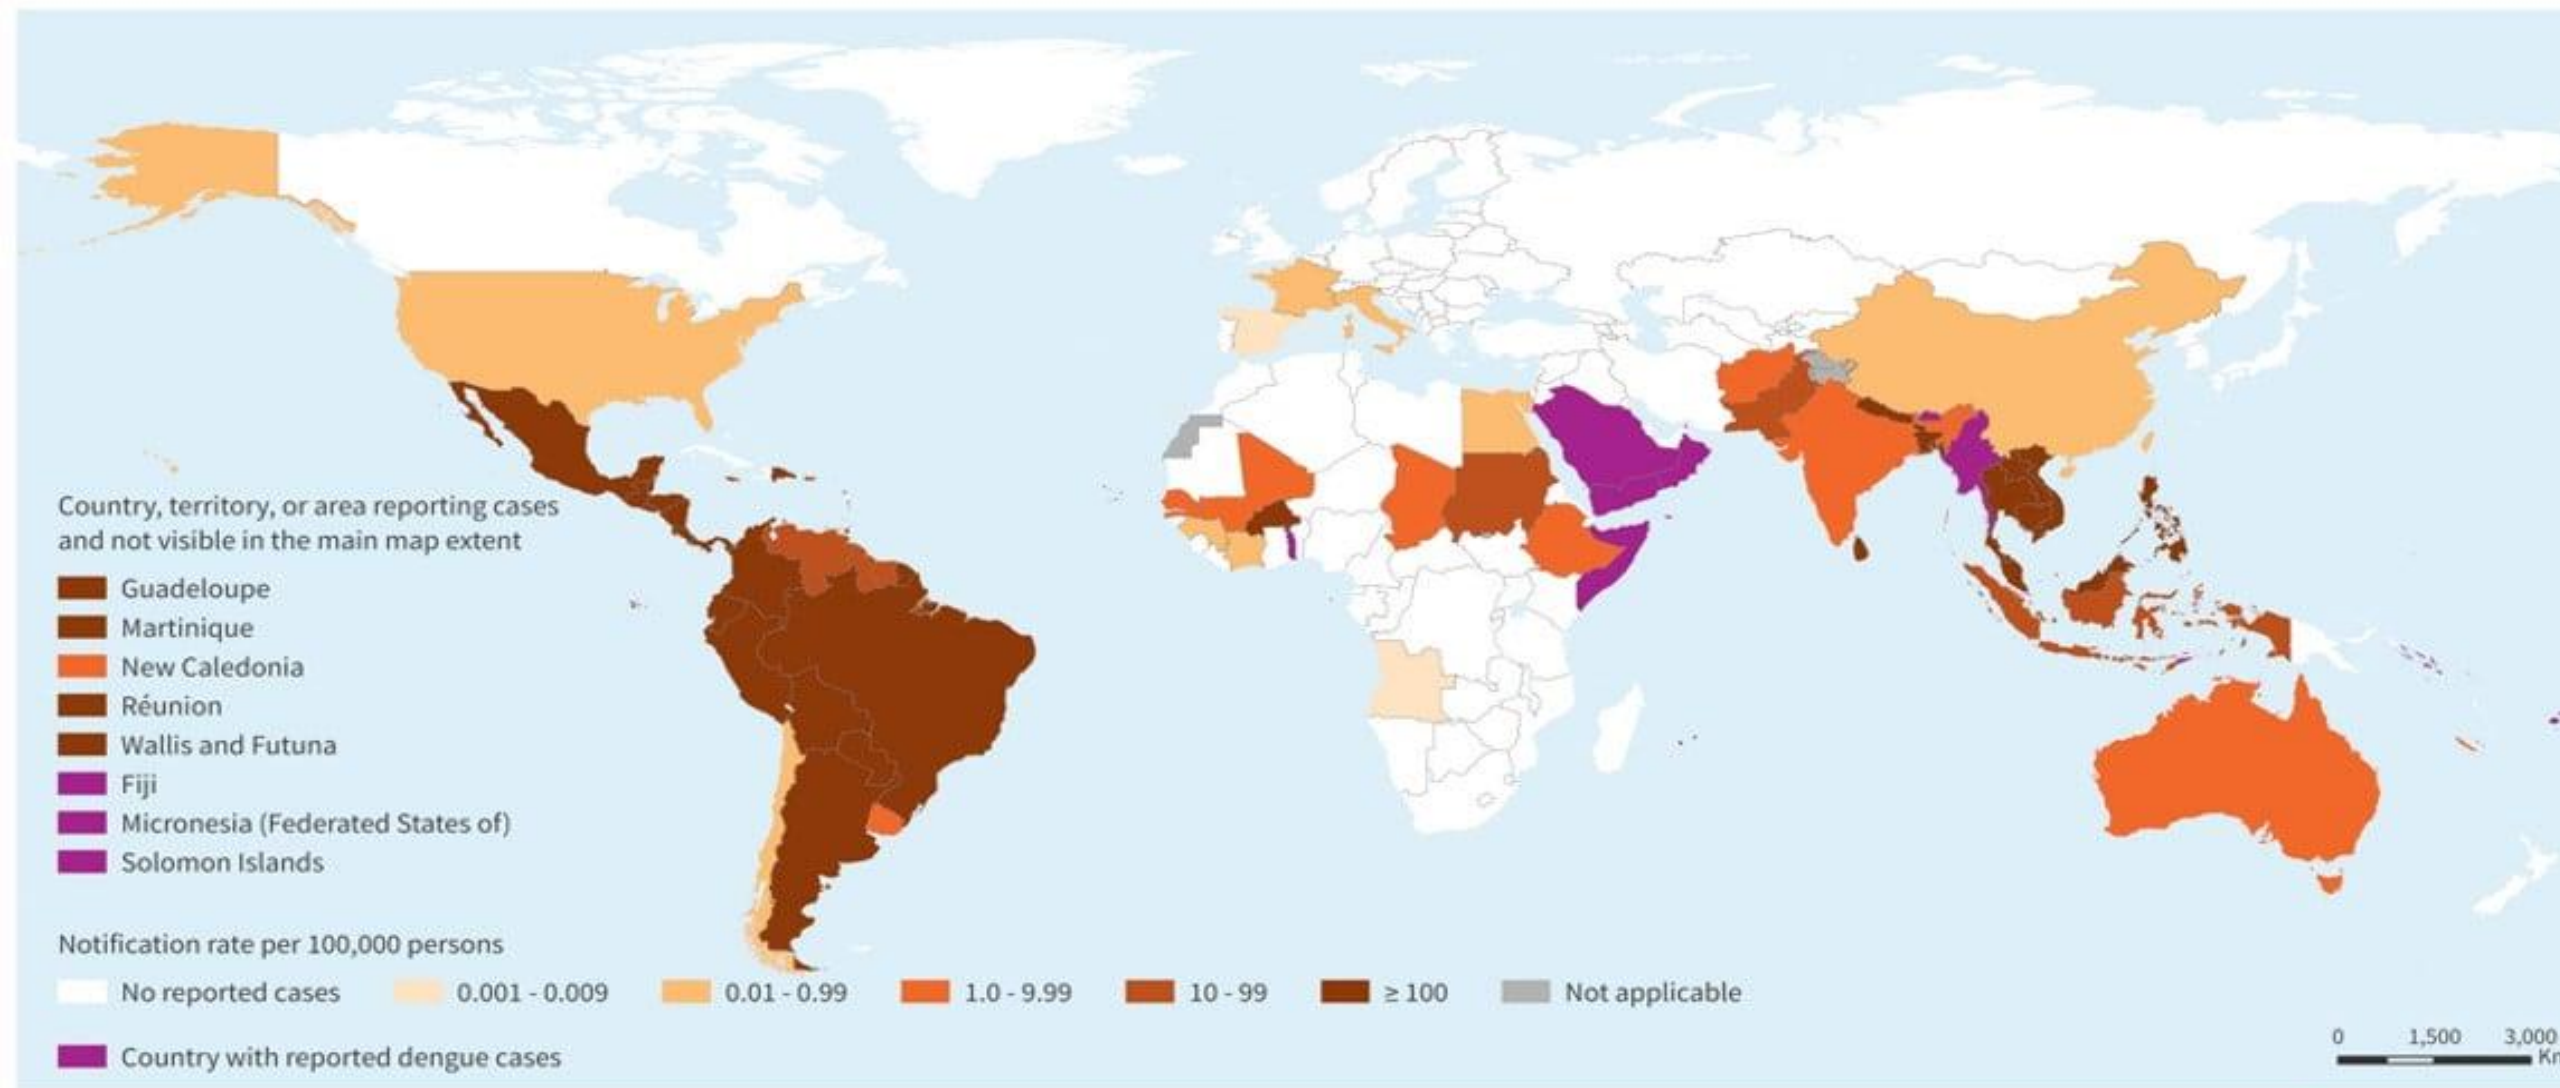 Country, territory, or area reporting cases
and not visible in the main map extent
Guadeloupe
Martinique
New Caledonia
Réunion
Wallis and Futuna
Fiji
Micronesia (Federated States of)
Solomon Islands
Notification rate per 100,000 persons
No reported cases 0.001 - 0.009 0.01 - 0.99 1.0 - 9.99 10 - 99 ≥ 100 Not applicable
Country with reported dengue cases
0 1,500 3,000